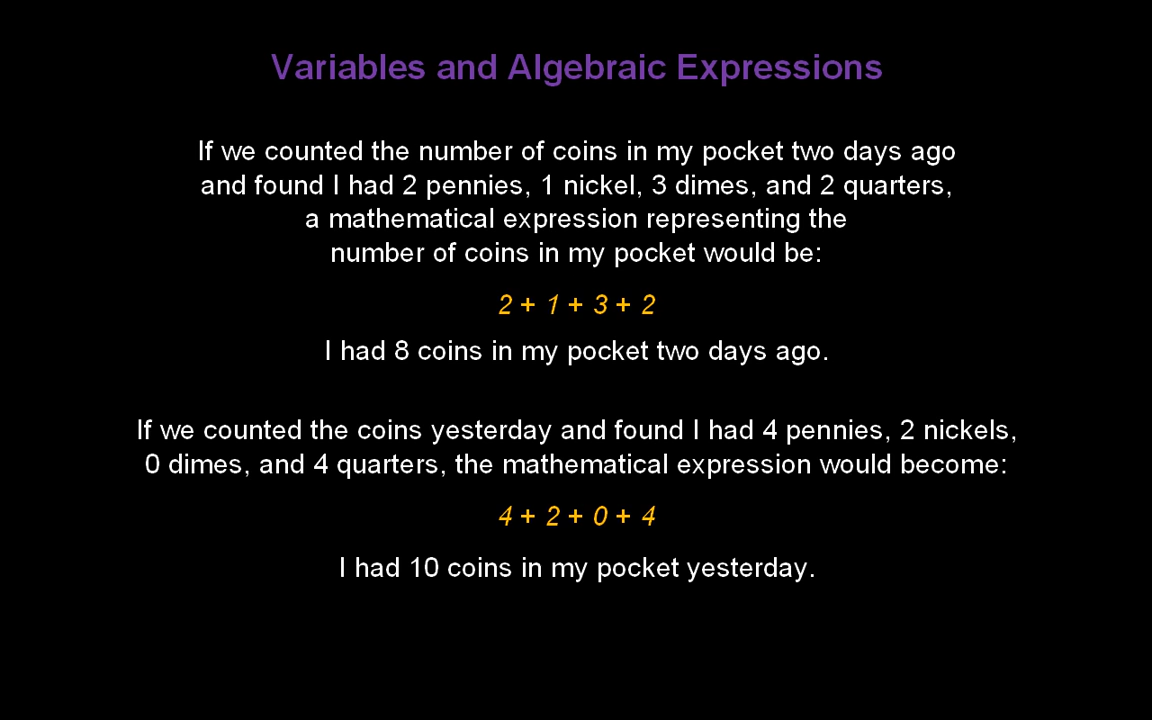 Variables and Algebraic Expressions
If we counted the number of coins in my pocket two days ago
and found I had 2 pennies, 1 nickel, 3 dimes, and 2 quarters,
a mathematical expression representing the
number of coins in my pocket would be:
2 + 1 + 3 + 2
I had 8 coins in my pocket two days ago.
If we counted the coins yesterday and found I had 4 pennies, 2 nickels,
0 dimes, and 4 quarters, the mathematical expression would become:
4 + 2 + 0 + 4
I had 10 coins in my pocket yesterday.